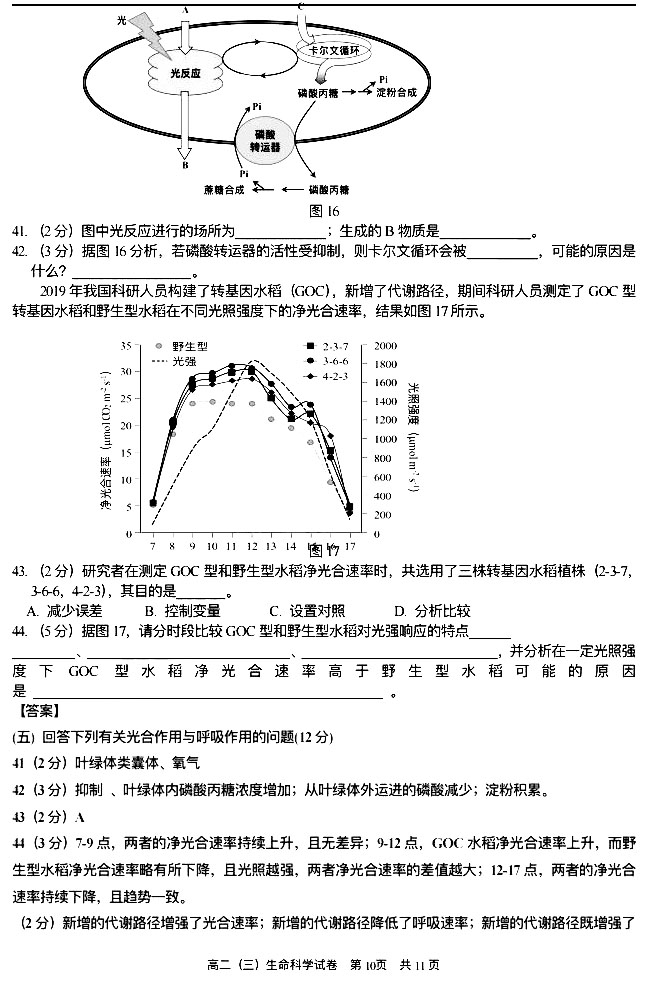 光 A C
光反应 卡尔文循环
磷酸丙糖 淀粉合成 Pi
Pi
磷酸
转运器
B Pi
蔗糖合成 磷酸丙糖
图 16
41. （2 分）图中光反应进行的场所为____________；生成的 B 物质是____________。
42. （3 分）据图 16 分析，若磷酸转运器的活性受抑制，则卡尔文循环会被_________，可能的原因是
什么？________________。
2019 年我国科研人员构建了转基因水稻（GOC），新增了代谢路径，期间科研人员测定了 GOC 型
转基因水稻和野生型水稻在不同光照强度下的净光合速率，结果如图 17 所示。
野生型 2-3-7
光强 3-6-6
4-2-3
净光合速率（μmolCO₂ m⁻² s⁻¹）
35
30
25
20
15
10
5
0
7 8 9 10 11 12 13 14 15 16 17
2000
1800
1600
1400
1200
1000
800
600
400
200
0
光照强度（μmol m⁻² s⁻¹）
图 17
43. （2 分）研究者在测定 GOC 型和野生型水稻净光合速率时，共选用了三株转基因水稻植株（2-3-7，
3-6-6，4-2-3），其目的是______。
A. 减少误差 B. 控制变量 C. 设置对照 D. 分析比较
44. （5 分）据图 17，请分时段比较 GOC 型和野生型水稻对光强响应的特点______
_________、____________________________、____________________________，并分析在一定光照强
度下 GOC 型水稻净光合速率高于野生型水稻可能的原因
是 ________________________________________________ 。
【答案】
(五) 回答下列有关光合作用与呼吸作用的问题(12 分)
41（2 分）叶绿体类囊体、氧气
42（3 分）抑制 、叶绿体内磷酸丙糖浓度增加；从叶绿体外运进的磷酸减少；淀粉积累。
43（2 分）A
44（3 分）7-9 点，两者的净光合速率持续上升，且无差异；9-12 点，GOC 水稻净光合速率上升，而野
生型水稻净光合速率略有所下降，且光照越强，两者净光合速率的差值越大；12-17 点，两者的净光合
速率持续下降，且趋势一致。
（2 分）新增的代谢路径增强了光合速率；新增的代谢路径降低了呼吸速率；新增的代谢路径既增强了
高二（三）生命科学试卷 第 10页 共 11 页